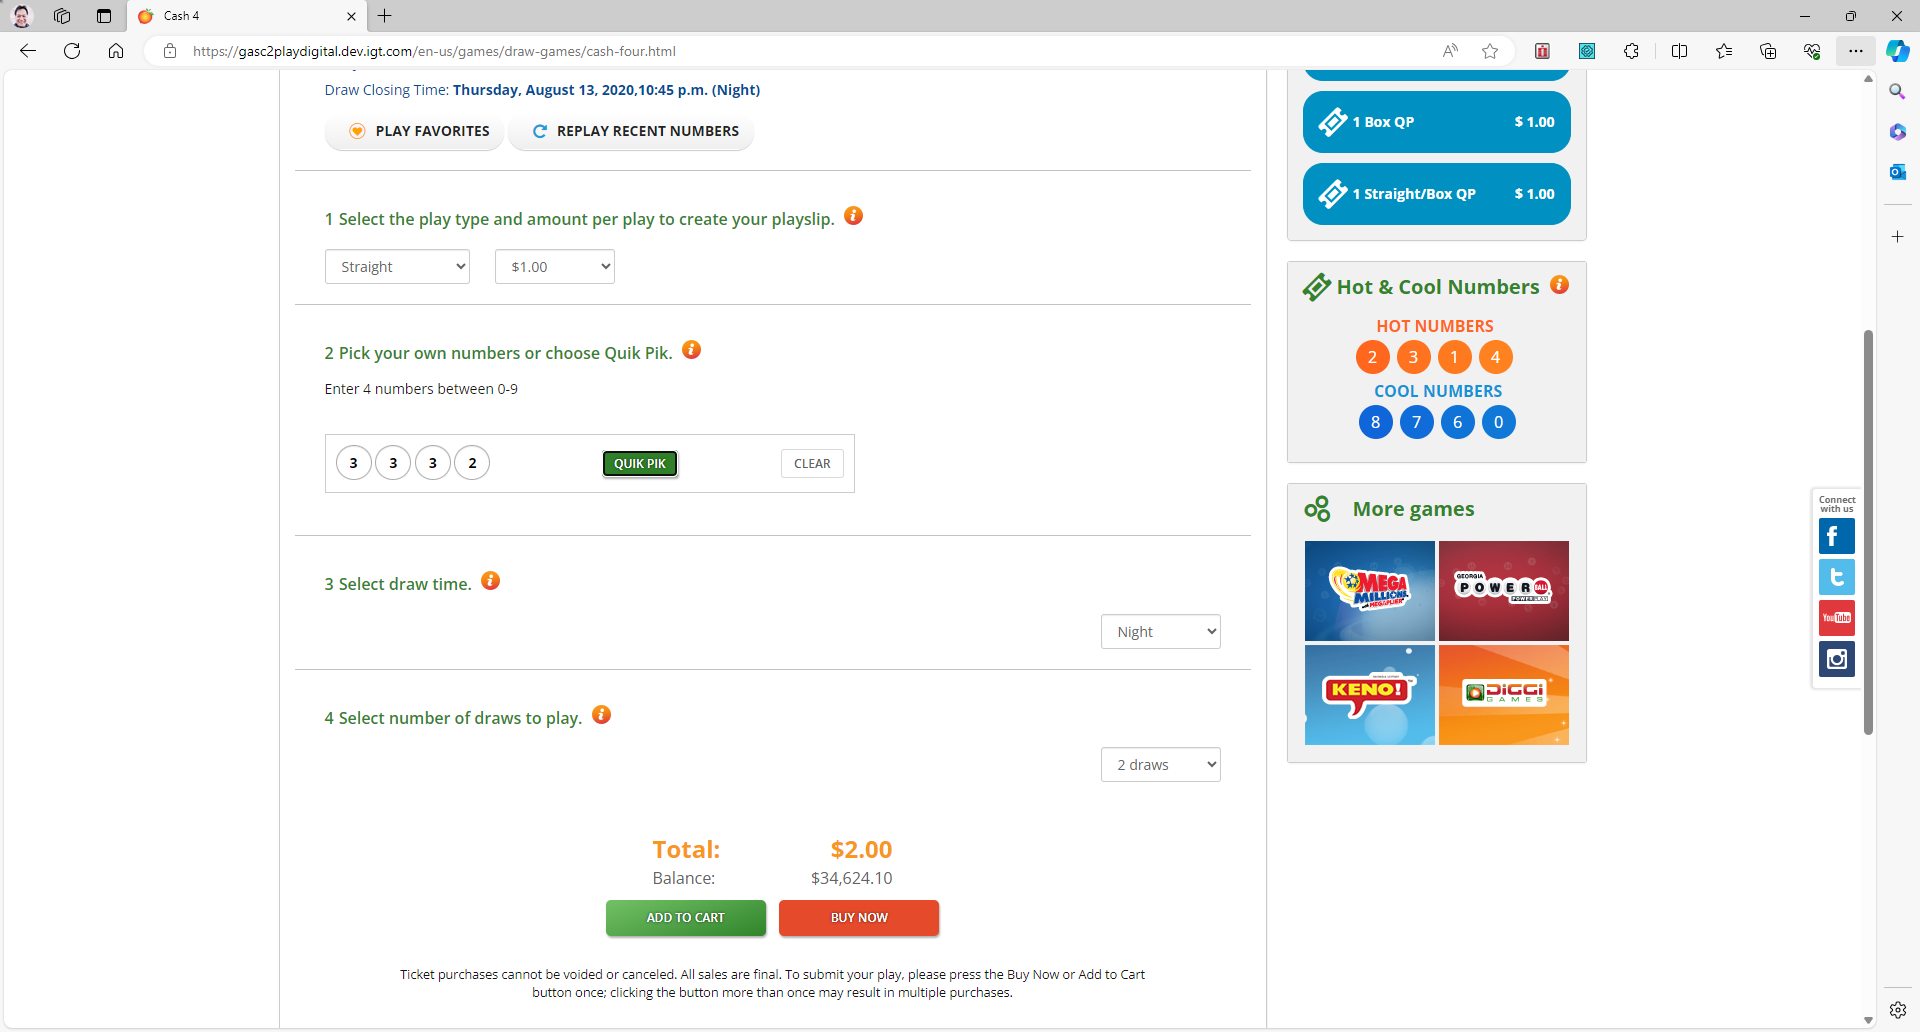 Cash 4
https://gasc2playdigital.dev.igt.com/en-us/games/draw-games/cash-four.html
Draw Closing Time: Thursday, August 13, 2020,10:45 p.m. (Night)
PLAY FAVORITES
REPLAY RECENT NUMBERS
1 Select the play type and amount per play to create your playslip.
Straight
$1.00
2 Pick your own numbers or choose Quik Pik.
Enter 4 numbers between 0-9
3 3 3 2
QUIK PIK
CLEAR
3 Select draw time.
Night
4 Select number of draws to play.
2 draws
Total: $2.00
Balance: $34,624.10
ADD TO CART
BUY NOW
Ticket purchases cannot be voided or canceled. All sales are final. To submit your play, please press the Buy Now or Add to Cart
button once; clicking the button more than once may result in multiple purchases.
1 Box QP $ 1.00
1 Straight/Box QP $ 1.00
Hot & Cool Numbers
HOT NUMBERS
2 3 1 4
COOL NUMBERS
8 7 6 0
More games
MEGA
MILLIONS
MEGAPLIER
GEORGIA
POWERBALL
POWER PLAY
KENO!
DiGGi
GAMES
Connect
with us
YouTube